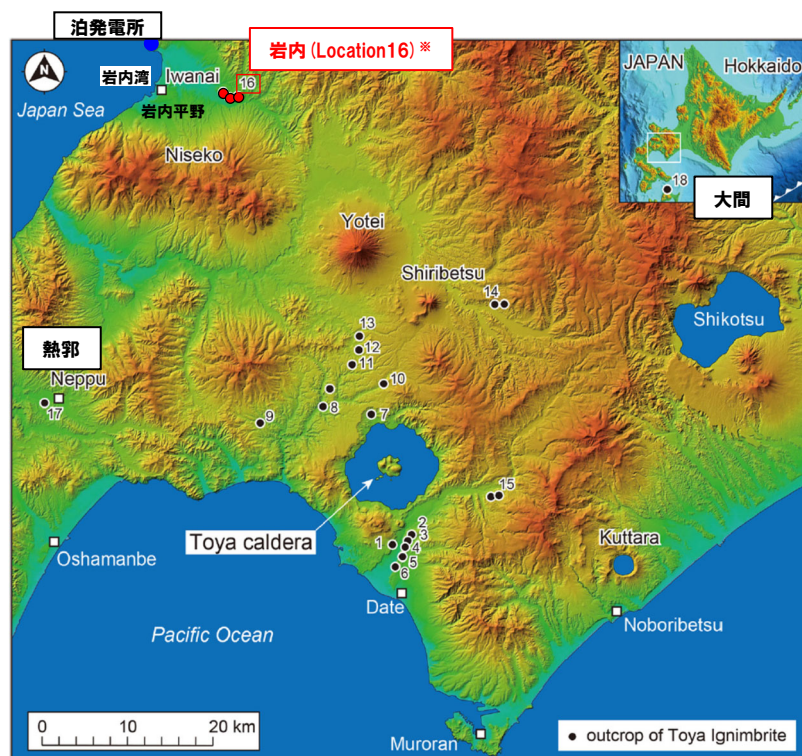 泊発電所
岩内(Location16)※
岩内湾
Iwanai
16
Japan Sea
岩内平野
Niseko
JAPAN
Hokkaido
18
大間
Yotei
Shiribetsu
14
Shikotsu
13
12
11
10
熱郛
Neppu
17
8
9
7
15
Toya caldera
2
3
1
4
5
6
Kuttara
Oshamanbe
Date
Noboribetsu
Pacific Ocean
0 10 20 km
Muroran
outcrop of Toya Ignimbrite